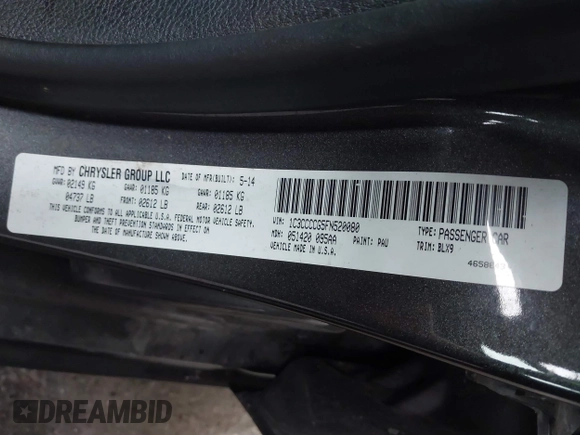 MFD BY CHRYSLER GROUP LLC DATE OF MFR(BUILT): 5-14
GVWR: 02149 KG GAWR: 01185 KG GAWR: 01185 KG
04737 LB FRONT: 02612 LB REAR: 02612 LB
THIS VEHICLE CONFORMS TO ALL APPLICABLE U.S.A. FEDERAL MOTOR VEHICLE SAFETY,
BUMPER AND THEFT PREVENTION STANDARDS IN EFFECT ON
THE DATE OF MANUFACTURE SHOWN ABOVE.
VIN: 1C3CCCCG5FN520080 TYPE: PASSENGER CAR
MDH: 051420 095AA PAINT: PAU TRIM: BLX9
VEHICLE MADE IN U.S.A.
DREAMBID